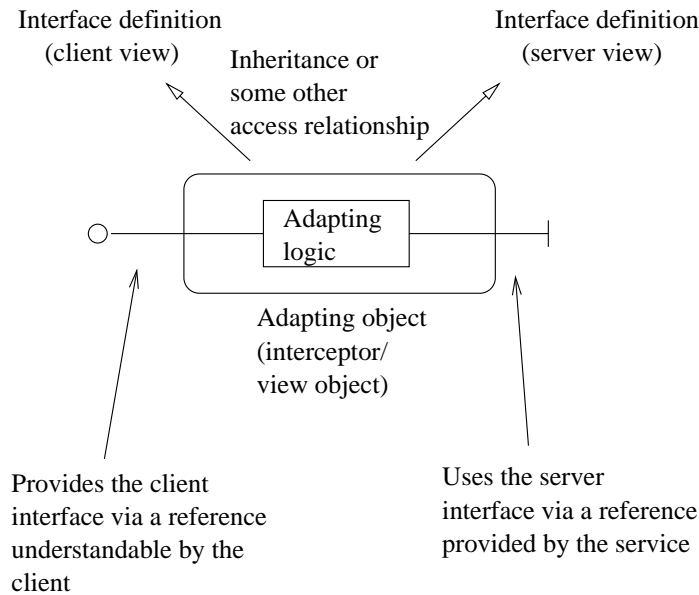 Interface definition
(client view)
Interface definition
(server view)
Inheritance or
some other
access relationship
Adapting
logic
Adapting object
(interceptor/
view object)
Provides the client
interface via a reference
understandable by the
client
Uses the server
interface via a reference
provided by the service